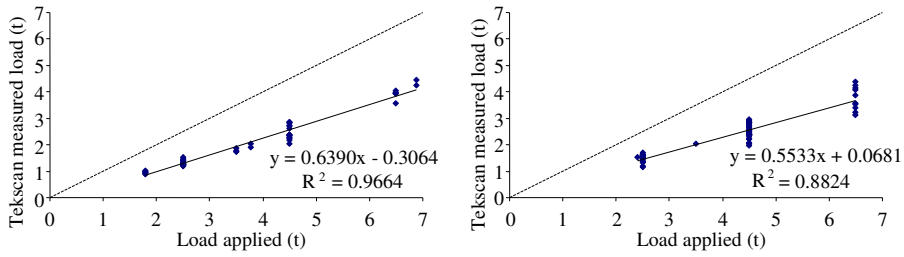 Tekscan measured load (t)
7
6
5
4
3
2
1
0
y = 0.6390x - 0.3064
R² = 0.9664
0 1 2 3 4 5 6 7
Load applied (t)
Tekscan measured load (t)
7
6
5
4
3
2
1
0
y = 0.5533x + 0.0681
R² = 0.8824
0 1 2 3 4 5 6 7
Load applied (t)